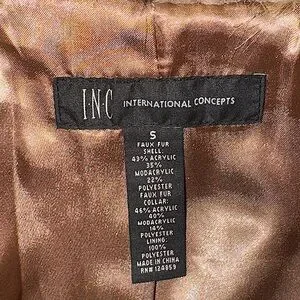 I·N·C INTERNATIONAL CONCEPTS
S
FAUX FUR
SHELL:
43% ACRYLIC
35%
MODACRYLIC
22%
POLYESTER
FAUX FUR
COLLAR:
46% ACRYLIC
40%
MODACRYLIC
14%
POLYESTER
LINING:
100%
POLYESTER
MADE IN CHINA
RN# 124859